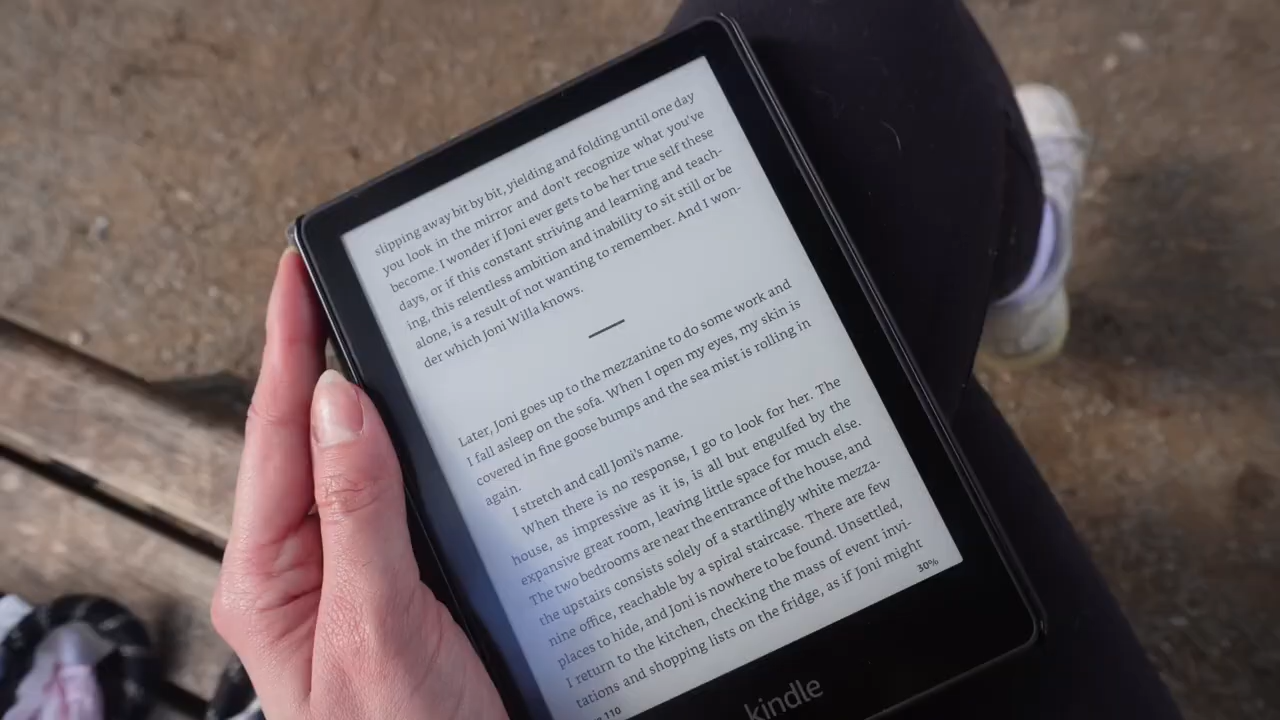 slipping away bit by bit, yielding and folding until one day
you look in the mirror and don't recognize what you've
become. I wonder if Joni ever gets to be her true self these
days, or if this constant striving and learning and teach-
ing, this relentless ambition and inability to sit still or be
alone, is a result of not wanting to remember. And I won-
der which Joni Willa knows.
Later, Joni goes up to the mezzanine to do some work and
I fall asleep on the sofa. When I open my eyes, my skin is
covered in fine goose bumps and the sea mist is rolling in
again.
I stretch and call Joni's name.
When there is no response, I go to look for her. The
house, as impressive as it is, is all but engulfed by the
expansive great room, leaving little space for much else.
The two bedrooms are near the entrance of the house, and
the upstairs consists solely of a startlingly white mezza-
nine office, reachable by a spiral staircase. There are few
places to hide, and Joni is nowhere to be found. Unsettled,
I return to the kitchen, checking the mass of event invi-
tations and shopping lists on the fridge, as if Joni might
110
30%
kindle